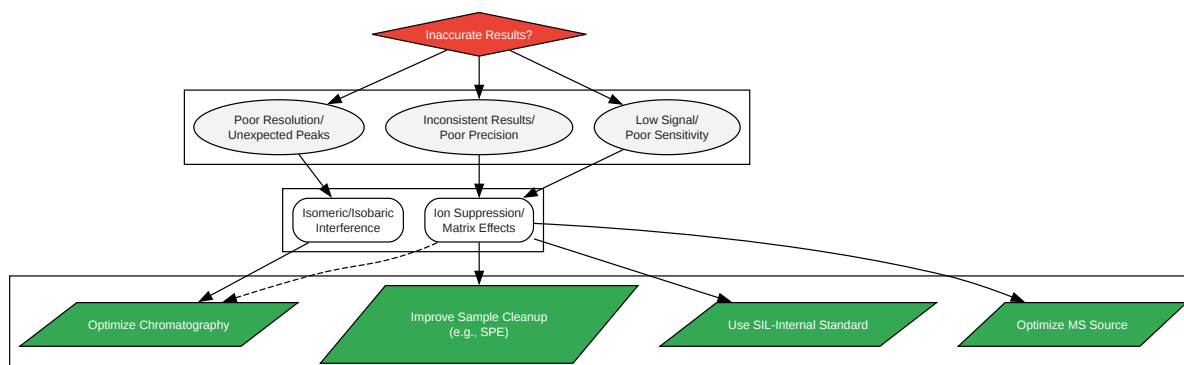 Inaccurate Results?
Poor Resolution/
Unexpected Peaks
Inconsistent Results/
Poor Precision
Low Signal/
Poor Sensitivity
Isomeric/Isobaric
Interference
Ion Suppression/
Matrix Effects
Optimize Chromatography
Improve Sample Cleanup
(e.g., SPE)
Use SIL-Internal Standard
Optimize MS Source